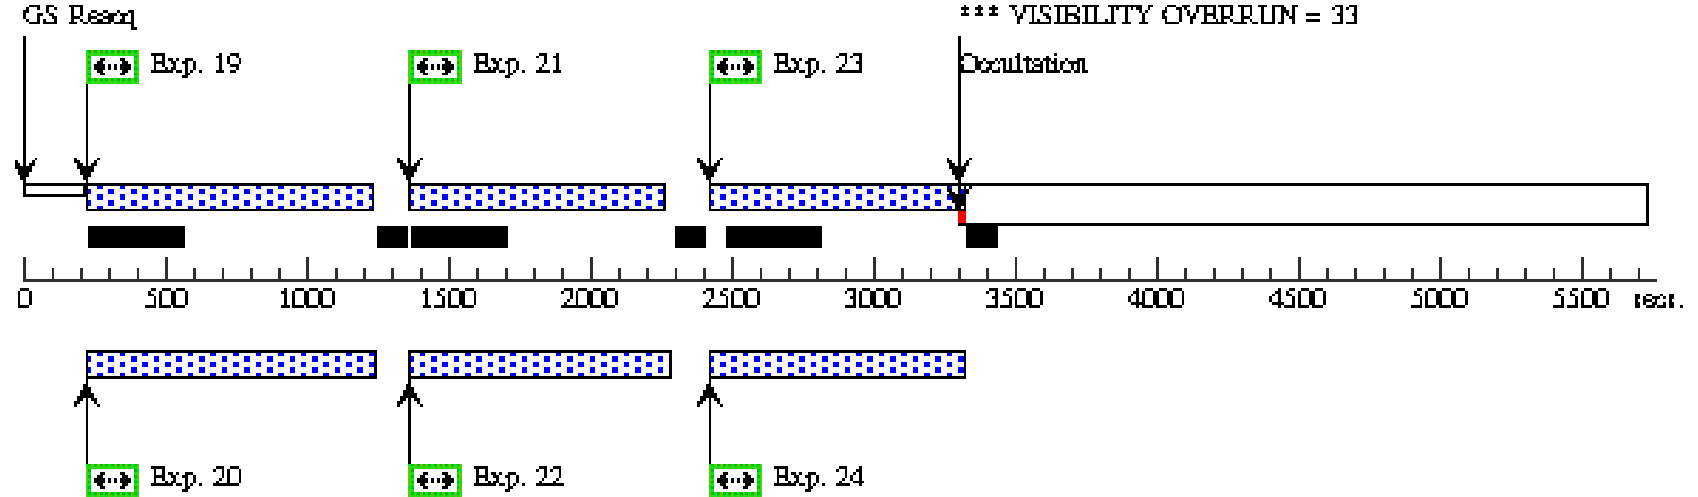 GS Reacq
*** VISIBILITY OVERRUN = 33
Exp. 19
Exp. 21
Exp. 23
Occultation
0 500 1000 1500 2000 2500 3000 3500 4000 4500 5000 5500 secs.
Exp. 20
Exp. 22
Exp. 24